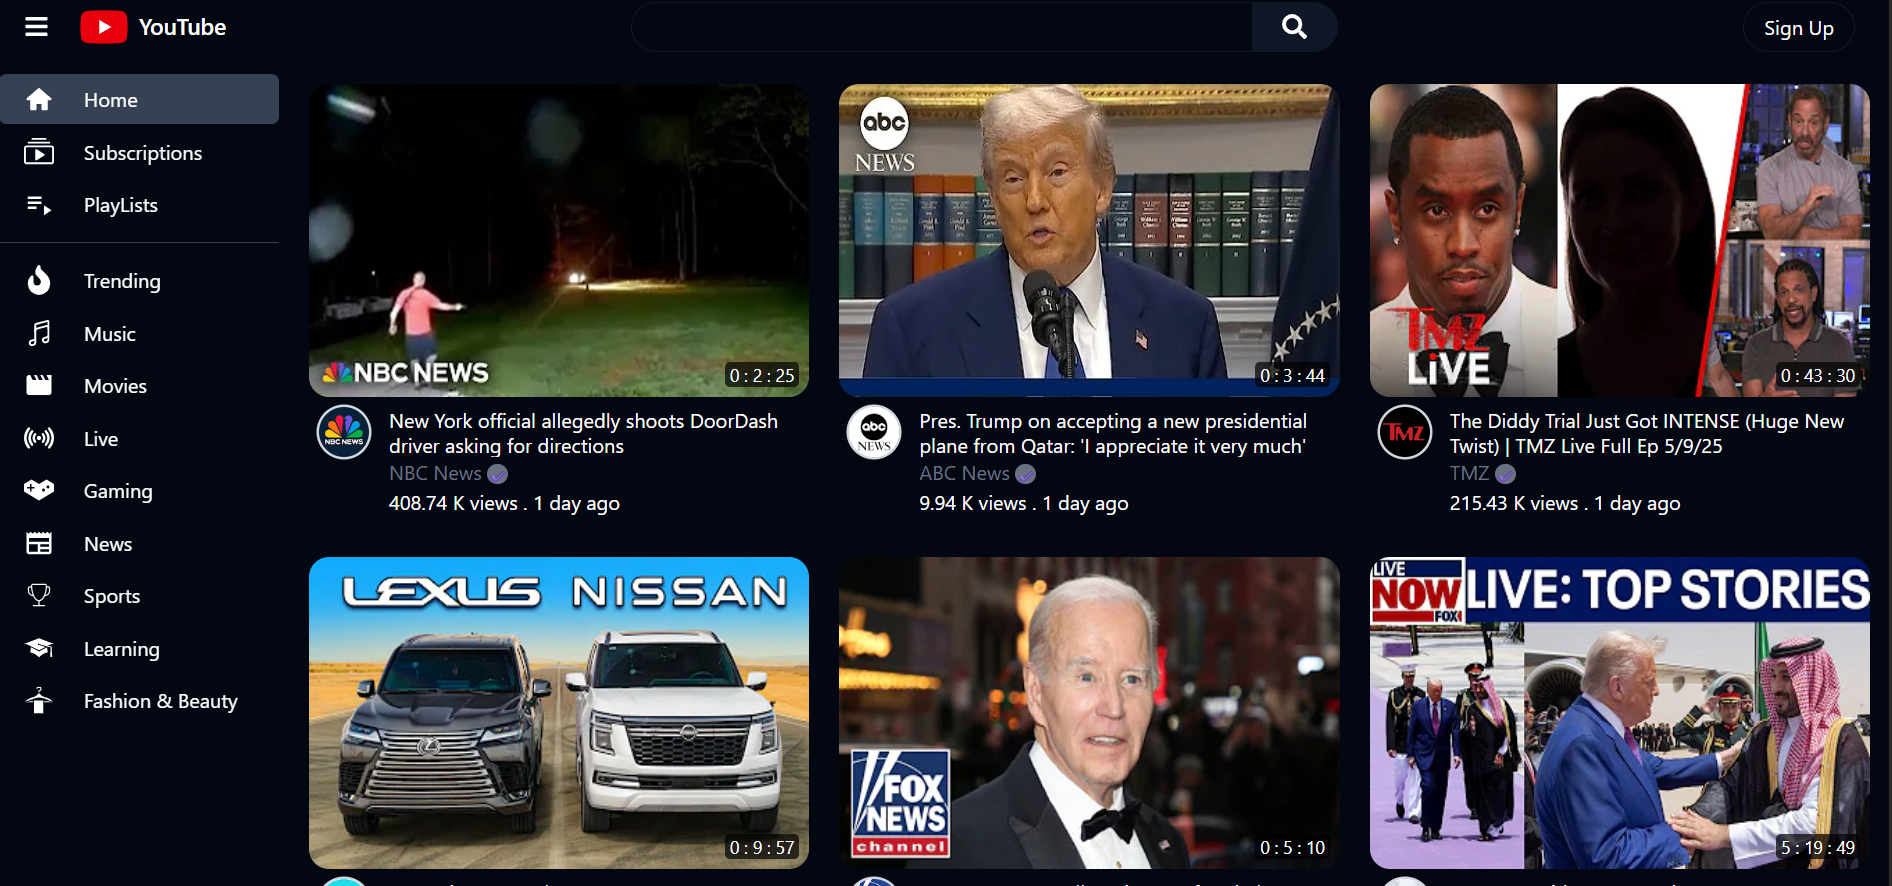 YouTube
Sign Up
Home
Subscriptions
PlayLists
Trending
Music
Movies
Live
Gaming
News
Sports
Learning
Fashion & Beauty
NBC NEWS
0 : 2 : 25
NBC NEWS
New York official allegedly shoots DoorDash
driver asking for directions
NBC News
408.74 K views . 1 day ago
abc
NEWS
0 : 3 : 44
abc
NEWS
Pres. Trump on accepting a new presidential
plane from Qatar: 'I appreciate it very much'
ABC News
9.94 K views . 1 day ago
TMZ
LiVE
0 : 43 : 30
TMZ
The Diddy Trial Just Got INTENSE (Huge New
Twist) | TMZ Live Full Ep 5/9/25
TMZ
215.43 K views . 1 day ago
LEXUS NISSAN
0 : 9 : 57
FOX
NEWS
channel
0 : 5 : 10
LIVE
NOW
FOX
LIVE: TOP STORIES
5 : 19 : 49